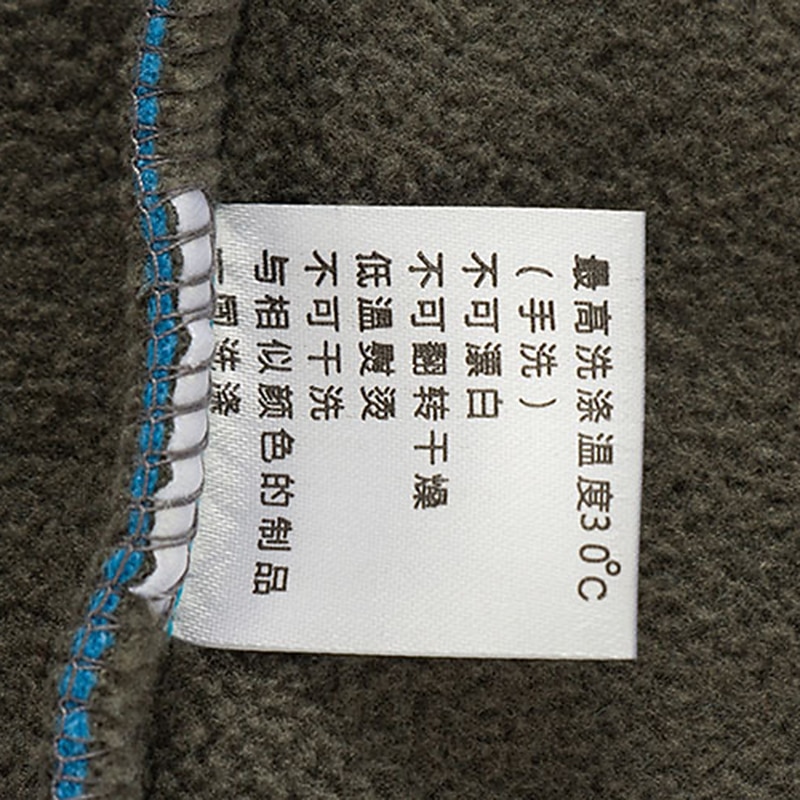 最高洗涤温度30°C
（手洗）
不可漂白
不可翻转干燥
低温熨烫
不可干洗
与相似颜色的制品
同洗涤